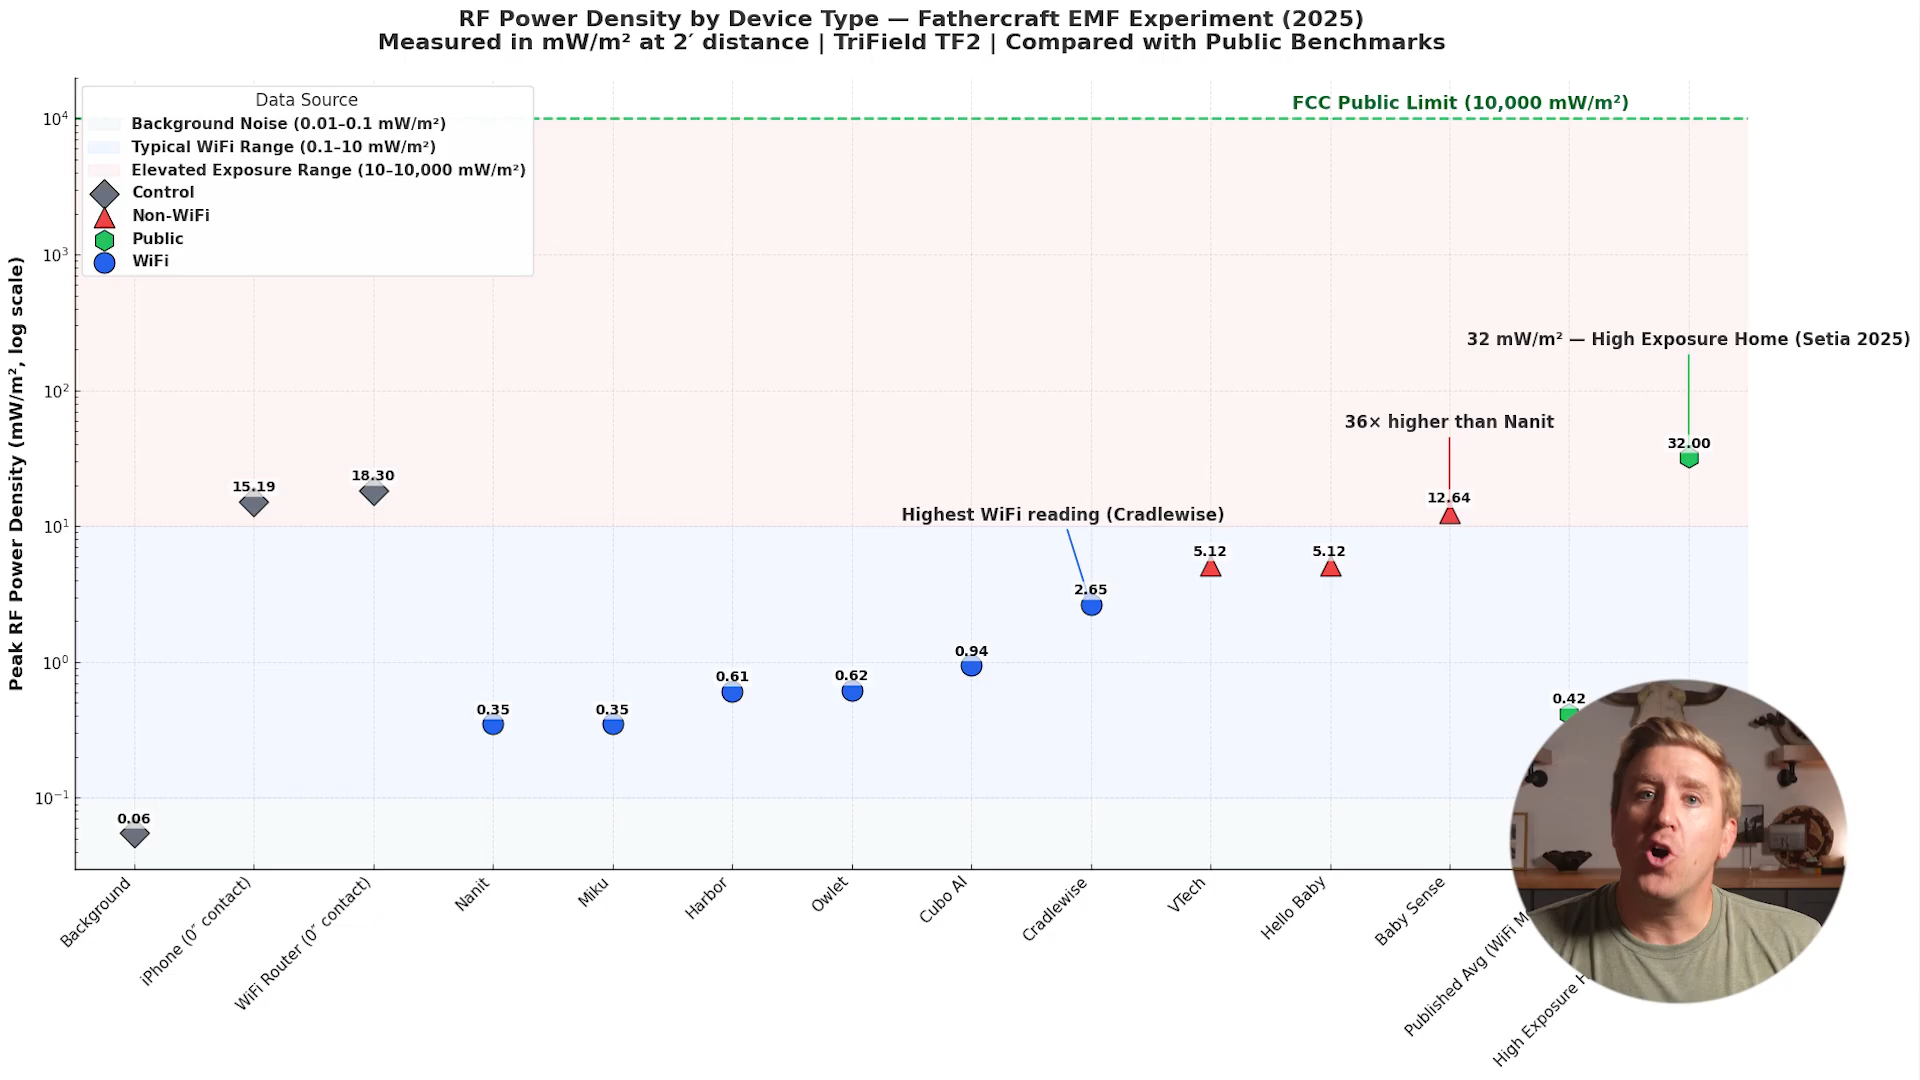 RF Power Density by Device Type — Fathercraft EMF Experiment (2025)
Measured in mW/m² at 2′ distance | TriField TF2 | Compared with Public Benchmarks
Data Source
Background Noise (0.01–0.1 mW/m²)
Typical WiFi Range (0.1–10 mW/m²)
Elevated Exposure Range (10–10,000 mW/m²)
Control
Non-WiFi
Public
WiFi
FCC Public Limit (10,000 mW/m²)
Peak RF Power Density (mW/m², log scale)
10⁴
10³
10²
10¹
10⁰
10⁻¹
32 mW/m² — High Exposure Home (Setia 2025)
36× higher than Nanit
Highest WiFi reading (Cradlewise)
0.06
15.19
18.30
0.35
0.35
0.61
0.62
0.94
2.65
5.12
5.12
12.64
0.42
32.00
Background
iPhone (0″ contact)
WiFi Router (0″ contact)
Nanit
Miku
Harbor
Owlet
Cubo AI
Cradlewise
VTech
Hello Baby
Baby Sense
Published Avg (WiFi
High Exposure